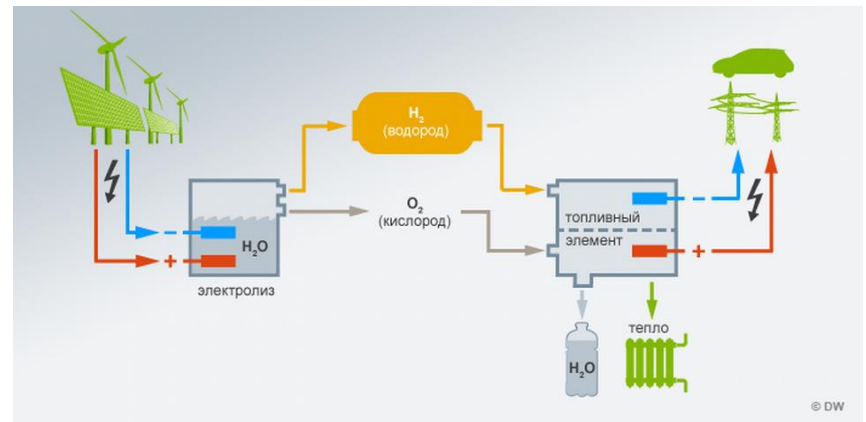 H₂
(водород)
O₂
(кислород)
H₂O
+
электролиз
топливный
элемент
+
тепло
H₂O
© DW